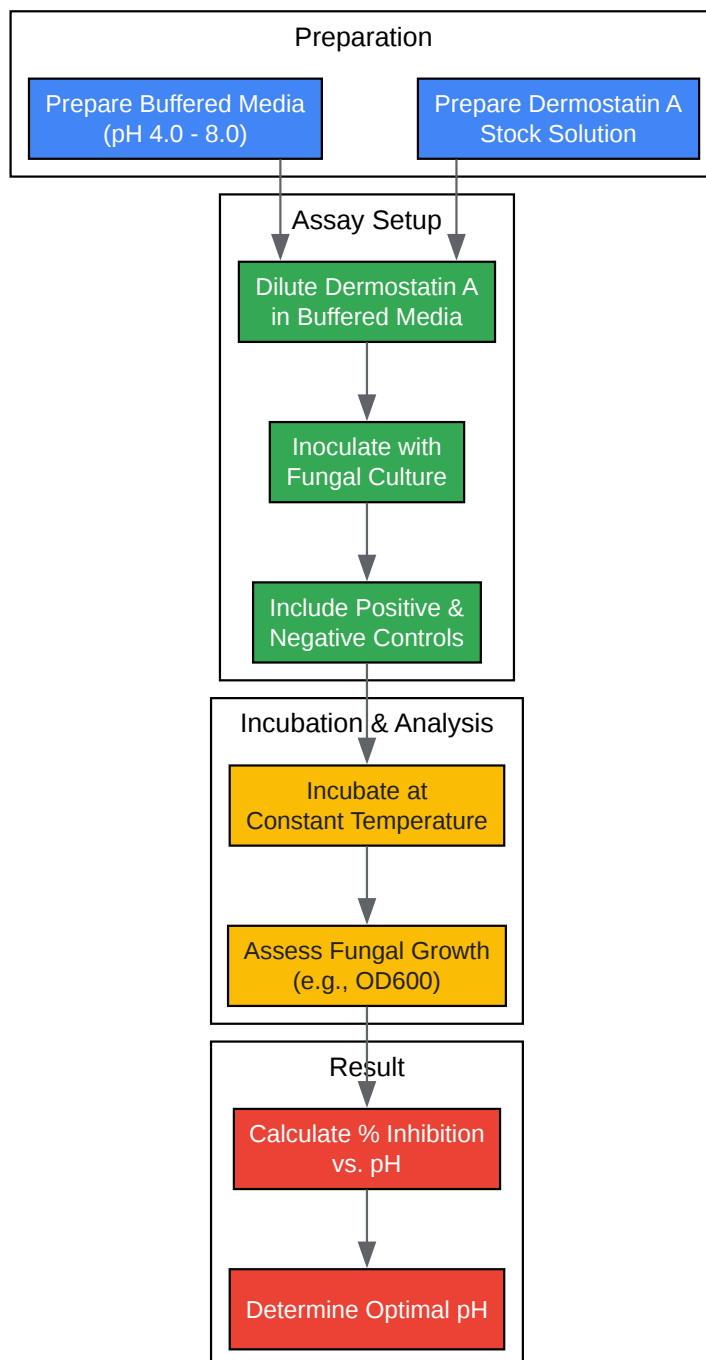 Preparation
Prepare Buffered Media
(pH 4.0 - 8.0)
Prepare Dermostatin A
Stock Solution
Assay Setup
Dilute Dermostatin A
in Buffered Media
Inoculate with
Fungal Culture
Include Positive &
Negative Controls
Incubation & Analysis
Incubate at
Constant Temperature
Assess Fungal Growth
(e.g., OD600)
Result
Calculate % Inhibition
vs. pH
Determine Optimal pH